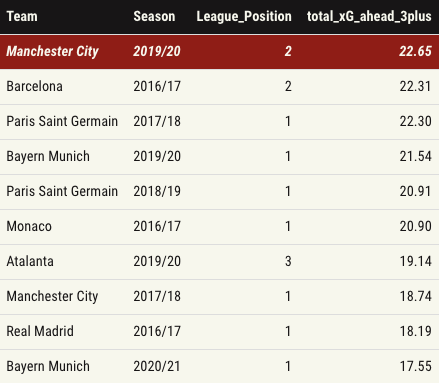 Team Season League_Position total_xG_ahead_3plus
Manchester City 2019/20 2 22.65
Barcelona 2016/17 2 22.31
Paris Saint Germain 2017/18 1 22.30
Bayern Munich 2019/20 1 21.54
Paris Saint Germain 2018/19 1 20.91
Monaco 2016/17 1 20.90
Atalanta 2019/20 3 19.14
Manchester City 2017/18 1 18.74
Real Madrid 2016/17 1 18.19
Bayern Munich 2020/21 1 17.55